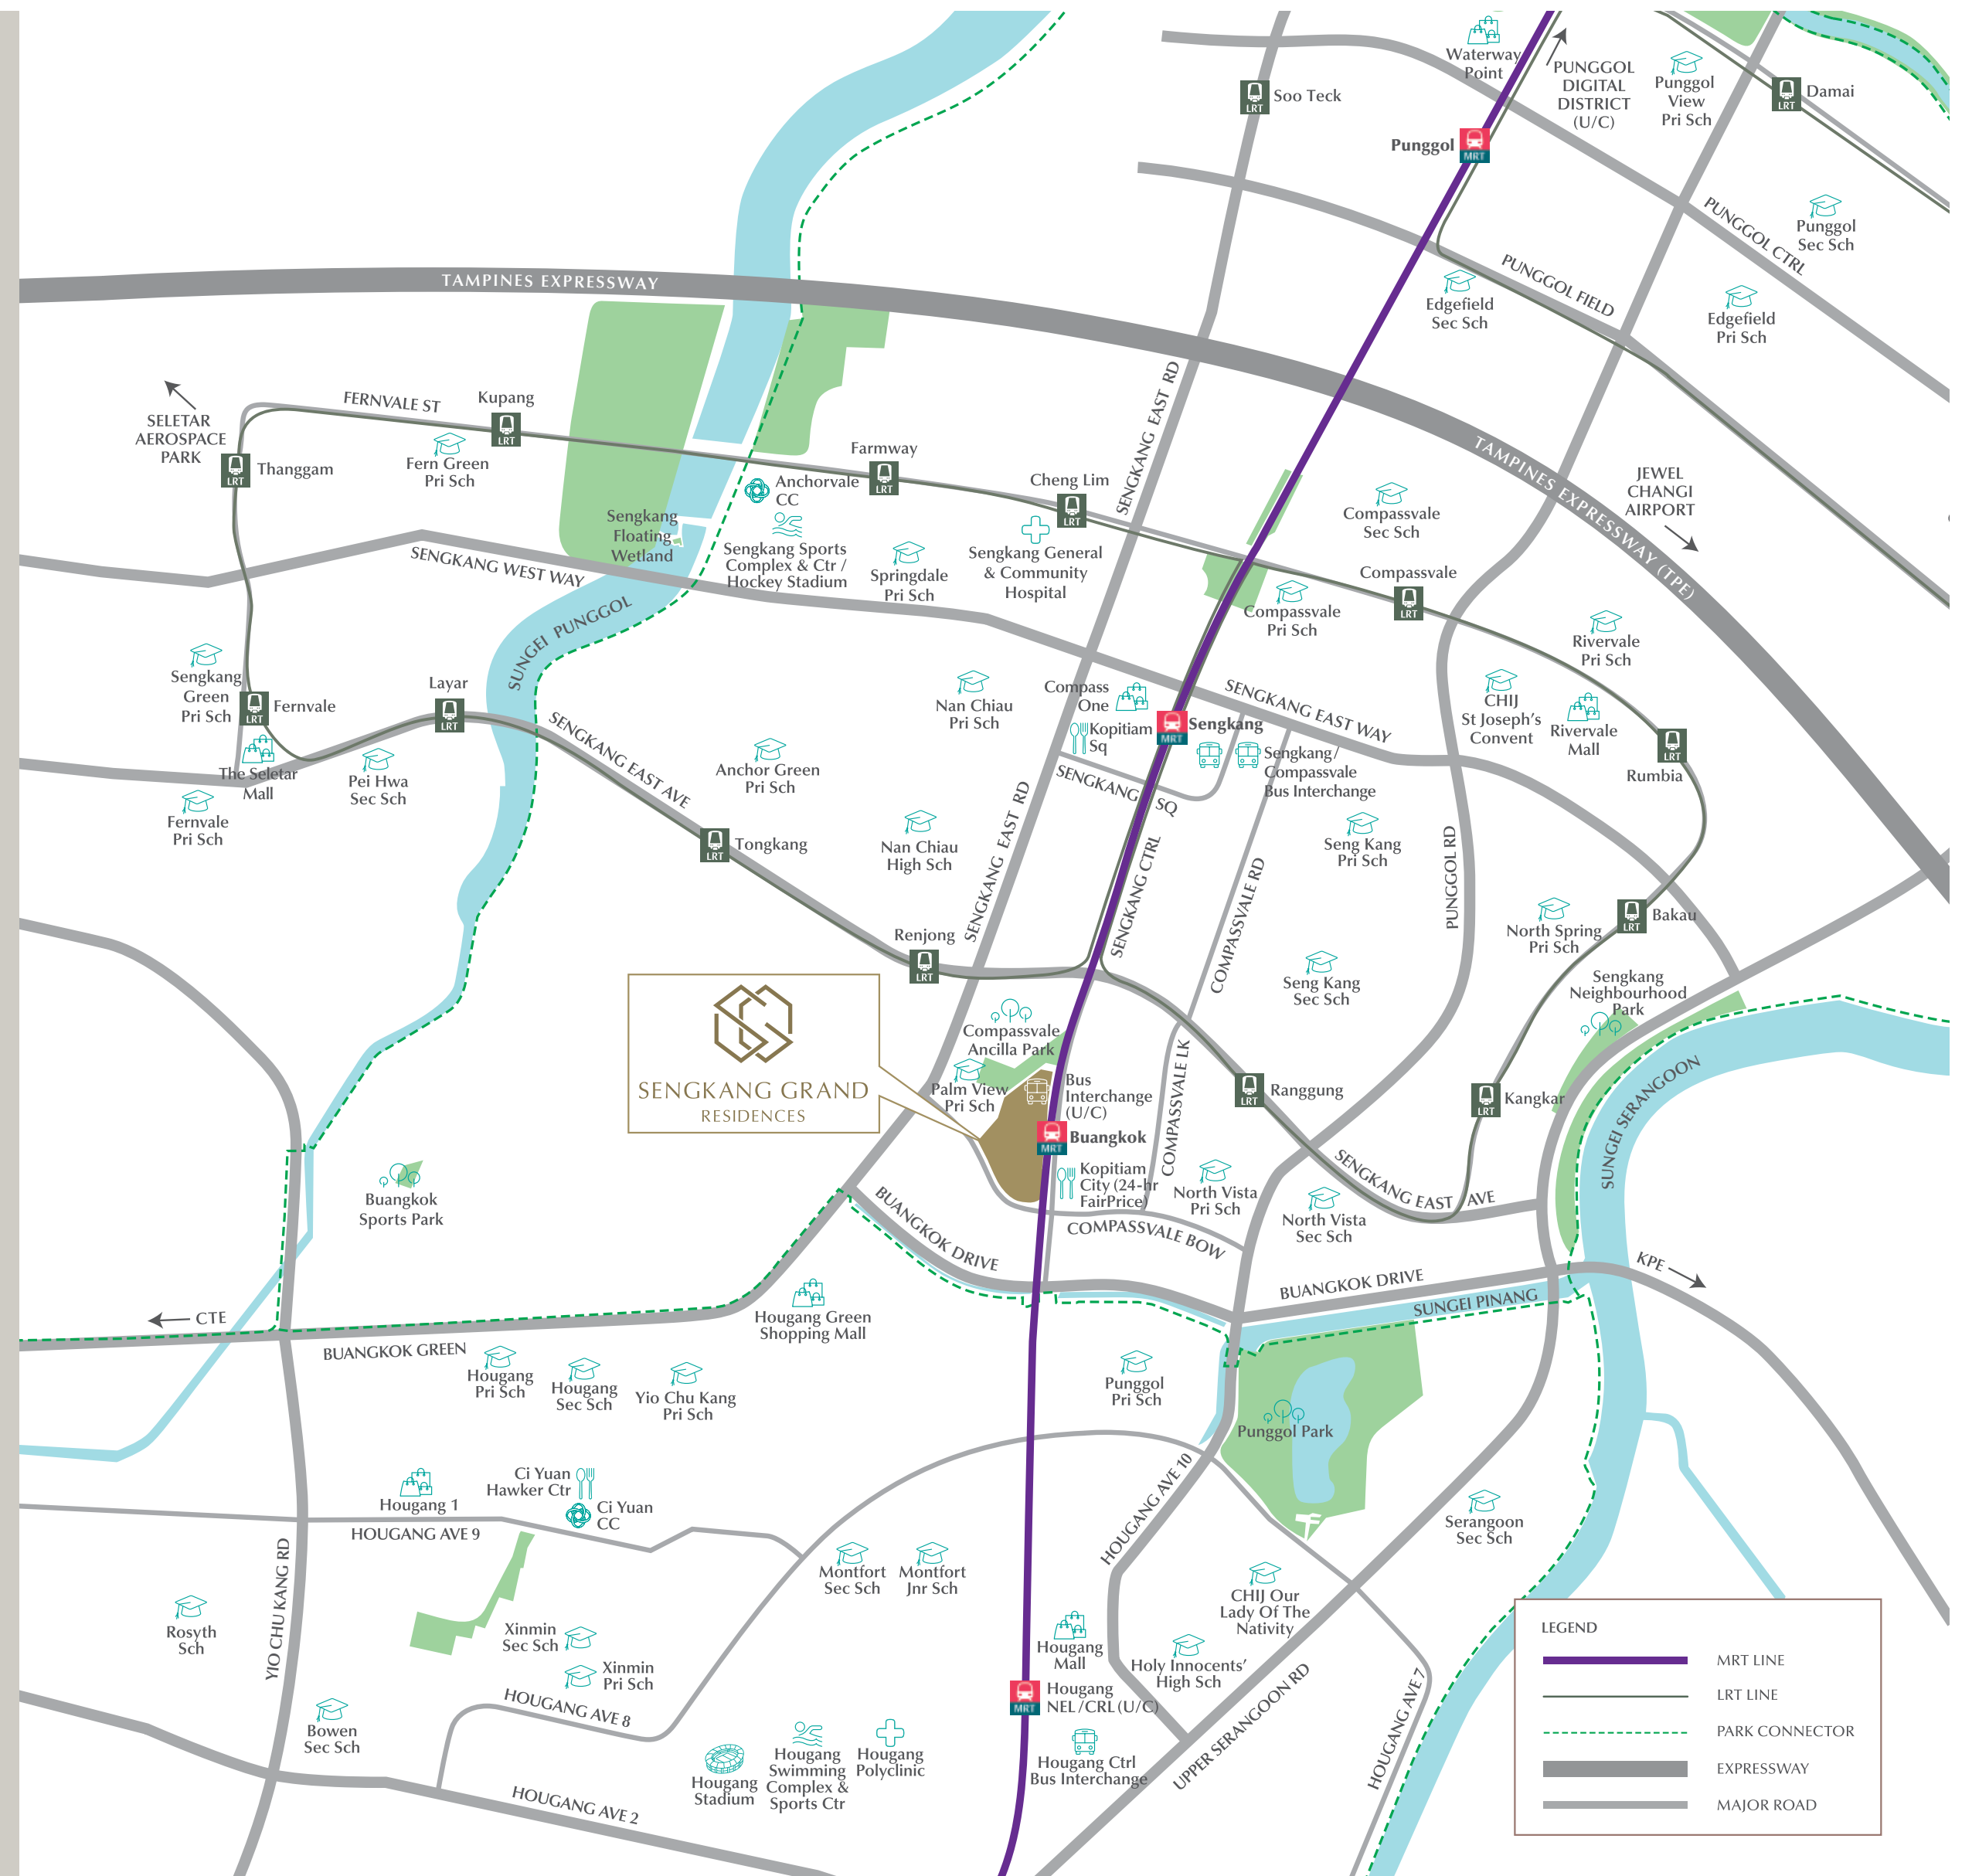 Waterway
Point
PUNGGOL
DIGITAL
DISTRICT
(U/C)
Punggol
View
Pri Sch
LRT
Damai
LRT
Soo Teck
Punggol
MRT
PUNGGOL CTRL
Punggol
Sec Sch
PUNGGOL FIELD
Edgefield
Sec Sch
Edgefield
Pri Sch
TAMPINES EXPRESSWAY
SELETAR
AEROSPACE
PARK
FERNVALE ST
Kupang
LRT
LRT
Thanggam
Fern Green
Pri Sch
Farmway
LRT
Anchorvale
CC
Cheng Lim
LRT
SENGKANG EAST RD
TAMPINES EXPRESSWAY (TPE)
JEWEL
CHANGI
AIRPORT
Compassvale
Sec Sch
Sengkang
Floating
Wetland
SENGKANG WEST WAY
Sengkang Sports
Complex & Ctr /
Hockey Stadium
Springdale
Pri Sch
Sengkang General
& Community
Hospital
Compassvale
LRT
Compassvale
Pri Sch
Rivervale
Pri Sch
SUNGEI PUNGGOL
Sengkang
Green
Pri Sch
LRT
Fernvale
Layar
LRT
The Seletar
Mall
Pei Hwa
Sec Sch
Fernvale
Pri Sch
SENGKANG EAST AVE
Nan Chiau
Pri Sch
Compass
One
Kopitiam
Sq
Sengkang
MRT
SENGKANG EAST WAY
CHIJ
St Joseph's
Convent
Rivervale
Mall
LRT
Rumbia
Sengkang/
Compassvale
Bus Interchange
SENGKANG SQ
Anchor Green
Pri Sch
LRT
Tongkang
Nan Chiau
High Sch
SENGKANG EAST RD
SENGKANG CTRL
COMPASSVALE RD
Seng Kang
Pri Sch
PUNGGOL RD
North Spring
Pri Sch
LRT
Bakau
Renjong
LRT
Seng Kang
Sec Sch
Sengkang
Neighbourhood
Park
SENGKANG GRAND
RESIDENCES
Compassvale
Ancilla Park
Palm View
Pri Sch
Bus
Interchange
(U/C)
MRT
Buangkok
COMPASSVALE LK
LRT
Ranggung
LRT
Kangkar
SUNGEI SERANGOON
Kopitiam
City (24-hr
FairPrice)
North Vista
Pri Sch
North Vista
Sec Sch
SENGKANG EAST AVE
Buangkok
Sports Park
BUANGKOK DRIVE
COMPASSVALE BOW
BUANGKOK DRIVE
SUNGEI PINANG
KPE
CTE
BUANGKOK GREEN
Hougang Green
Shopping Mall
Hougang
Pri Sch
Hougang
Sec Sch
Yio Chu Kang
Pri Sch
Punggol
Pri Sch
Punggol Park
Hougang 1
Ci Yuan
Hawker Ctr
Ci Yuan
CC
HOUGANG AVE 9
HOUGANG AVE 10
Serangoon
Sec Sch
YIO CHU KANG RD
Rosyth
Sch
Montfort
Sec Sch
Montfort
Jnr Sch
CHIJ Our
Lady Of The
Nativity
Xinmin
Sec Sch
Xinmin
Pri Sch
Hougang
Mall
Holy Innocents'
High Sch
Bowen
Sec Sch
HOUGANG AVE 8
MRT
Hougang
NEL/CRL (U/C)
UPPER SERANGOON RD
HOUGANG AVE 7
Hougang
Stadium
Hougang
Swimming
Complex &
Sports Ctr
Hougang
Polyclinic
Hougang Ctrl
Bus Interchange
HOUGANG AVE 2
LEGEND
MRT LINE
LRT LINE
PARK CONNECTOR
EXPRESSWAY
MAJOR ROAD